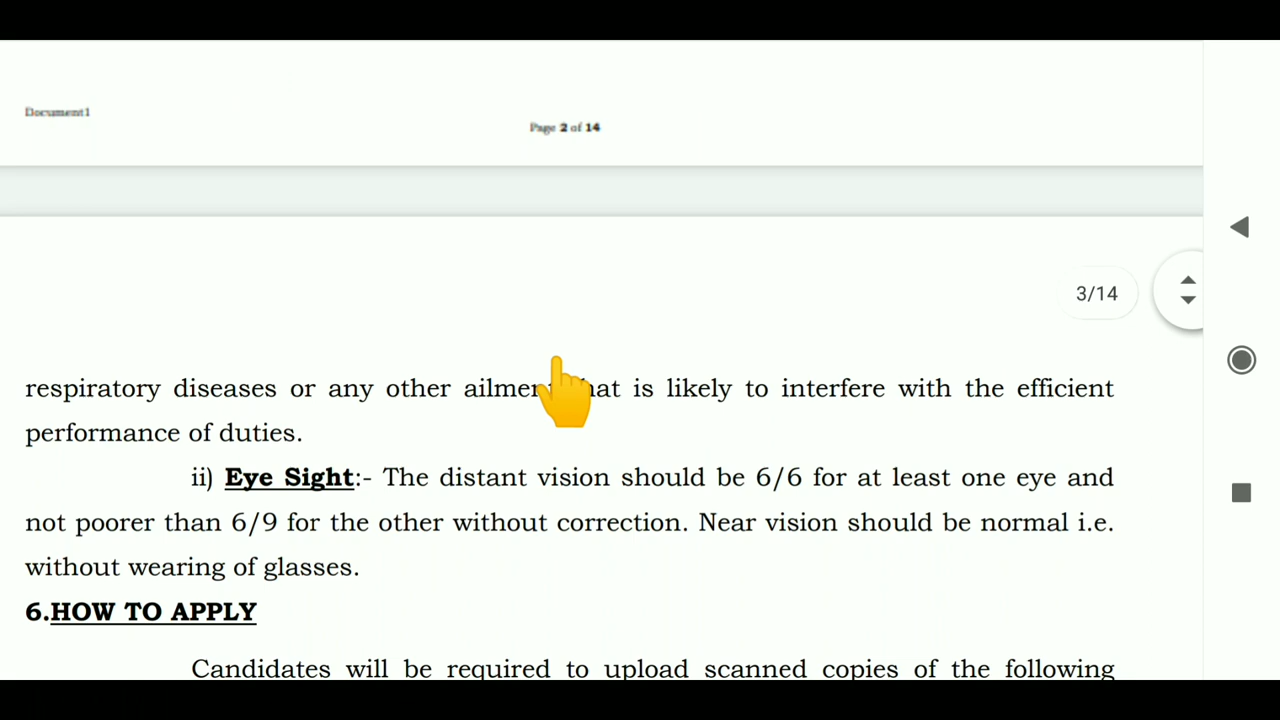 Document1
Page 2 of 14
3/14
respiratory diseases or any other ailment that is likely to interfere with the efficient
performance of duties.
ii) Eye Sight:- The distant vision should be 6/6 for at least one eye and
not poorer than 6/9 for the other without correction. Near vision should be normal i.e.
without wearing of glasses.
6.HOW TO APPLY
Candidates will be required to upload scanned copies of the following